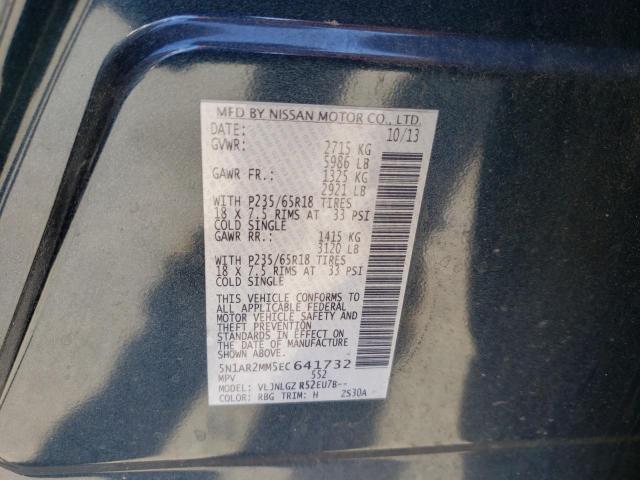 MFD BY NISSAN MOTOR CO., LTD.
DATE: 10/13
GVWR: 2715 KG
5986 LB
GAWR FR.: 1325 KG
2921 LB
WITH P235/65R18 TIRES
18 X 7.5 RIMS AT 33 PSI
COLD SINGLE
GAWR RR.: 1415 KG
3120 LB
WITH P235/65R18 TIRES
18 X 7.5 RIMS AT 33 PSI
COLD SINGLE
THIS VEHICLE CONFORMS TO
ALL APPLICABLE FEDERAL
MOTOR VEHICLE SAFETY AND
THEFT PREVENTION
STANDARDS IN EFFECT ON
THE DATE OF MANUFACTURE
SHOWN ABOVE.
5N1AR2MM5EC641732
MPV 552
MODEL: VLJNLGZ R52EU7B--
COLOR: RBG TRIM: H 2S30A